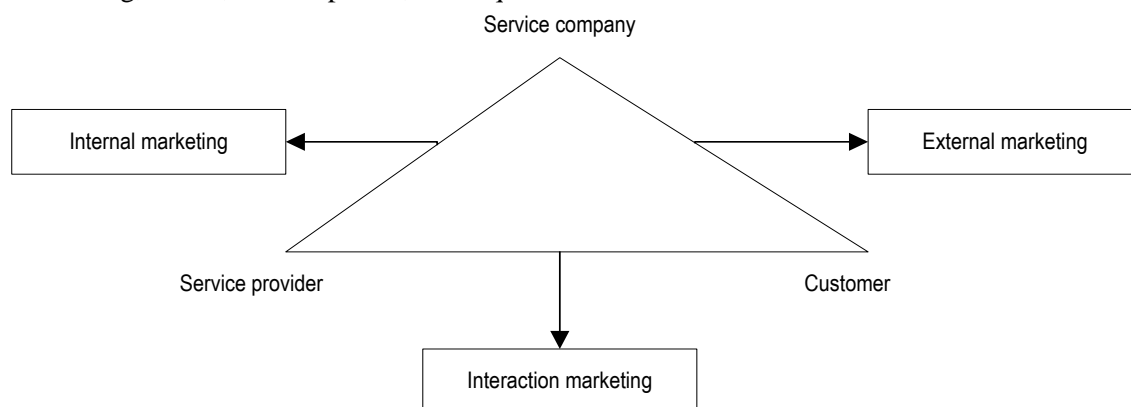 Service company
Internal marketing
External marketing
Service provider
Customer
Interaction marketing